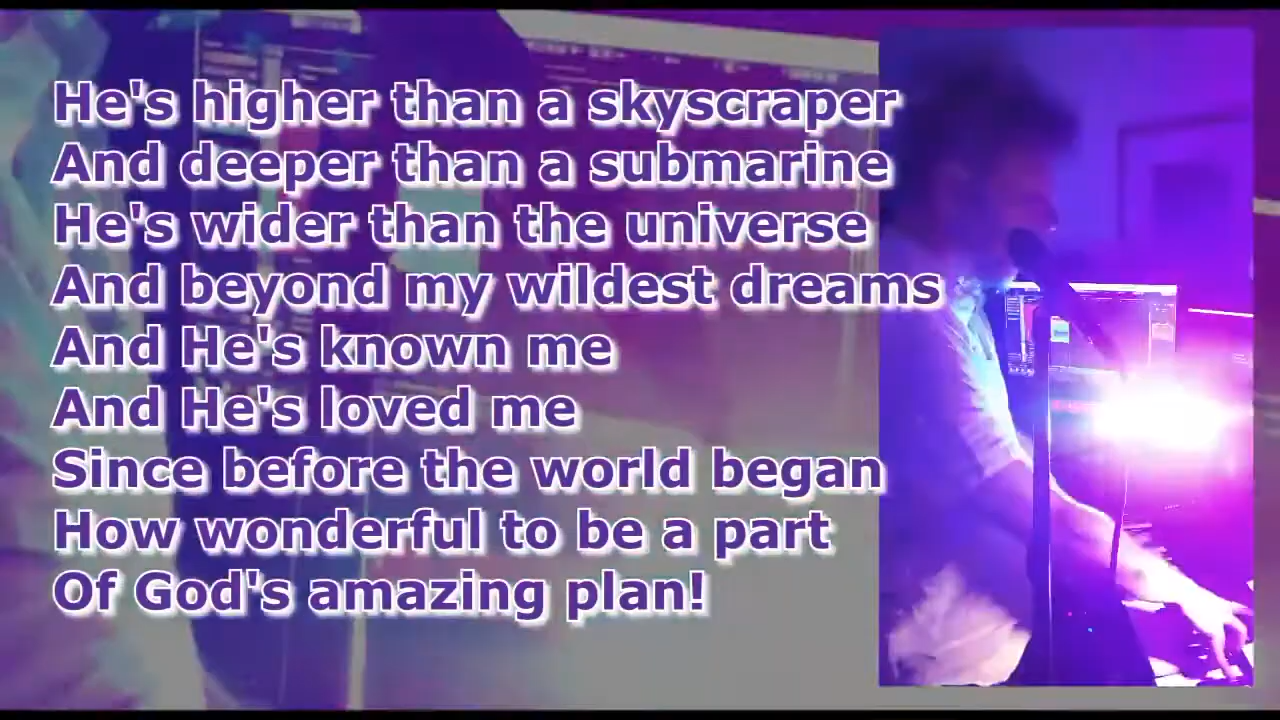 He's higher than a skyscraper
And deeper than a submarine
He's wider than the universe
And beyond my wildest dreams
And He's known me
And He's loved me
Since before the world began
How wonderful to be a part
Of God's amazing plan!